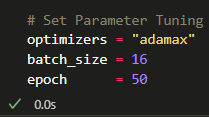 # Set Parameter Tuning
optimizers = "adamax"
batch_size = 16
epoch      = 50
0.0s